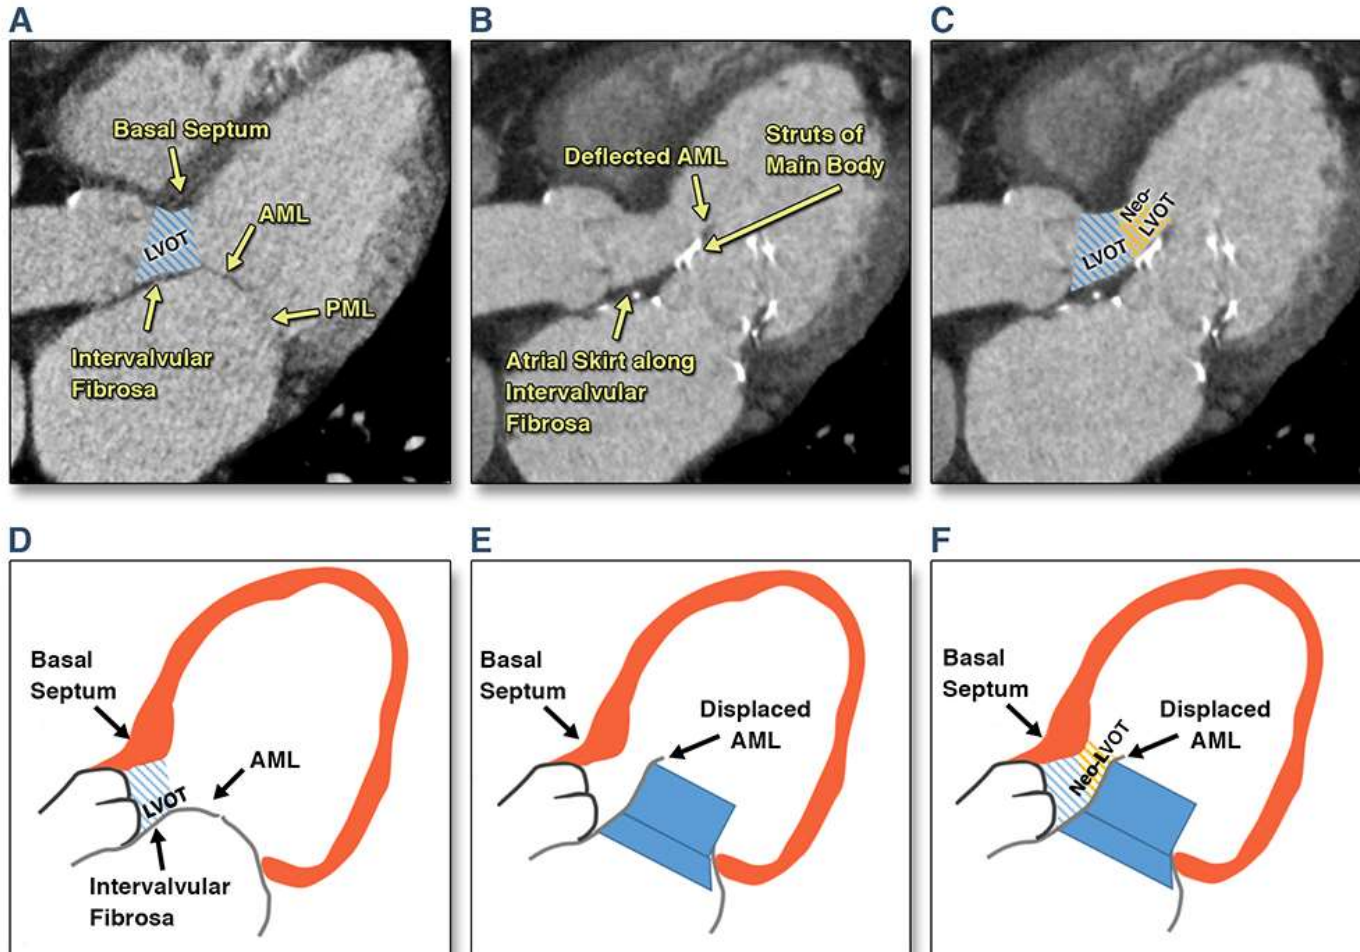 A
B
C
Basal Septum
AML
LVOT
PML
Intervalvular
Fibrosa
Deflected AML
Struts of
Main Body
Atrial Skirt along
Intervalvular
Fibrosa
Neo-
LVOT
LVOT
D
E
F
Basal
Septum
AML
LVOT
Intervalvular
Fibrosa
Basal
Septum
Displaced
AML
Basal
Septum
Displaced
AML
Neo-LVOT